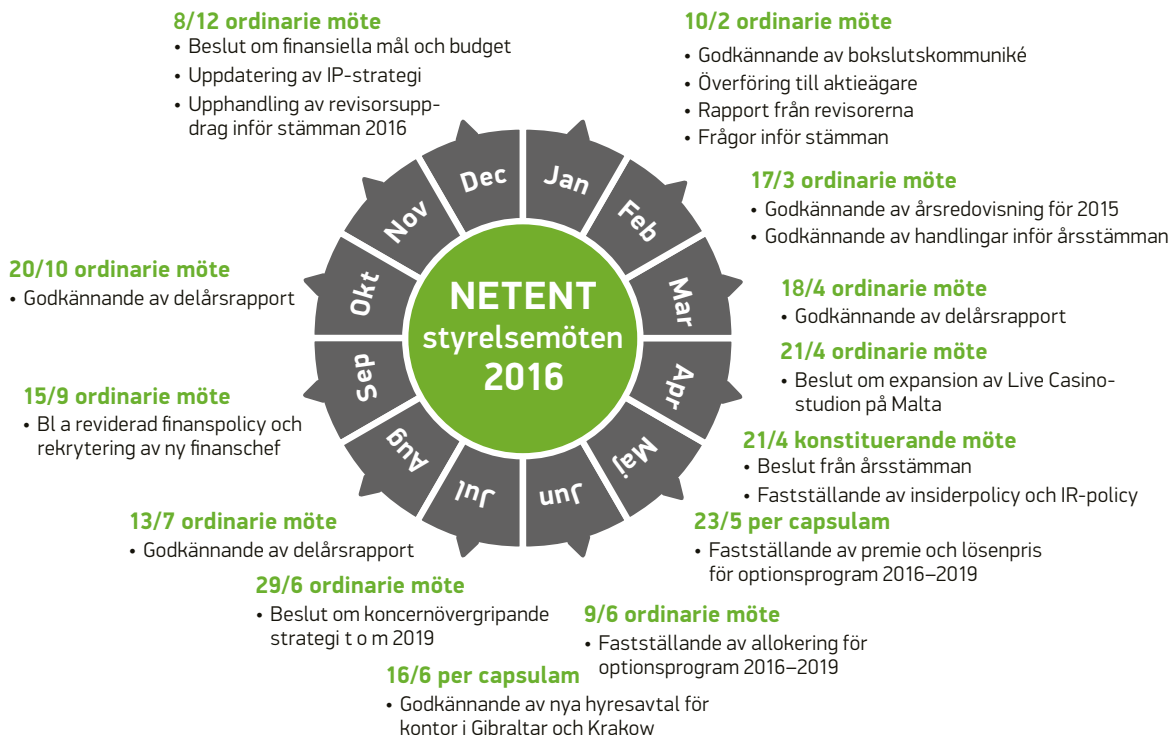 8/12 ordinarie möte
• Beslut om finansiella mål och budget
• Uppdatering av IP-strategi
• Upphandling av revisorsupp-
drag inför stämman 2016
10/2 ordinarie möte
• Godkännande av bokslutskommuniké
• Överföring till aktieägare
• Rapport från revisorerna
• Frågor inför stämman
17/3 ordinarie möte
• Godkännande av årsredovisning för 2015
• Godkännande av handlingar inför årsstämman
18/4 ordinarie möte
• Godkännande av delårsrapport
21/4 ordinarie möte
• Beslut om expansion av Live Casino-
studion på Malta
21/4 konstituerande möte
• Beslut från årsstämman
• Fastställande av insiderpolicy och IR-policy
23/5 per capsulam
• Fastställande av premie och lösenpris
för optionsprogram 2016–2019
9/6 ordinarie möte
• Fastställande av allokering för
optionsprogram 2016–2019
16/6 per capsulam
• Godkännande av nya hyresavtal för
kontor i Gibraltar och Krakow
29/6 ordinarie möte
• Beslut om koncernövergripande
strategi t o m 2019
13/7 ordinarie möte
• Godkännande av delårsrapport
15/9 ordinarie möte
• Bl a reviderad finanspolicy och
rekrytering av ny finanschef
20/10 ordinarie möte
• Godkännande av delårsrapport
Jan
Feb
Mar
Apr
Maj
Jun
Jul
Aug
Sep
Okt
Nov
Dec
NETENT
styrelsemöten
2016